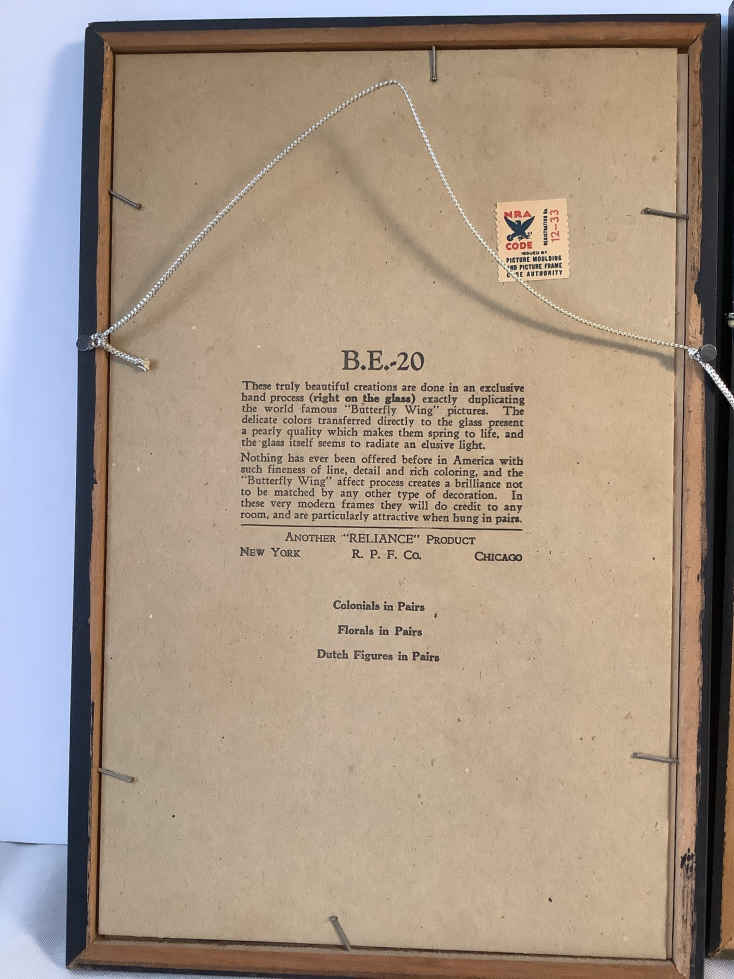 NRA
CODE
REGISTRATION No
12-33
ISSUED BY
PICTURE MOULDING
AND PICTURE FRAME
CODE AUTHORITY
B.E.-20
These truly beautiful creations are done in an exclusive
hand process (right on the glass) exactly duplicating
the world famous "Butterfly Wing" pictures. The
delicate colors transferred directly to the glass present
a pearly quality which makes them spring to life, and
the glass itself seems to radiate an elusive light.
Nothing has ever been offered before in America with
such fineness of line, detail and rich coloring, and the
"Butterfly Wing" affect process creates a brilliance not
to be matched by any other type of decoration. In
these very modern frames they will do credit to any
room, and are particularly attractive when hung in pairs.
ANOTHER "RELIANCE" PRODUCT
NEW YORK R. P. F. CO. CHICAGO
Colonials in Pairs
Florals in Pairs
Dutch Figures in Pairs